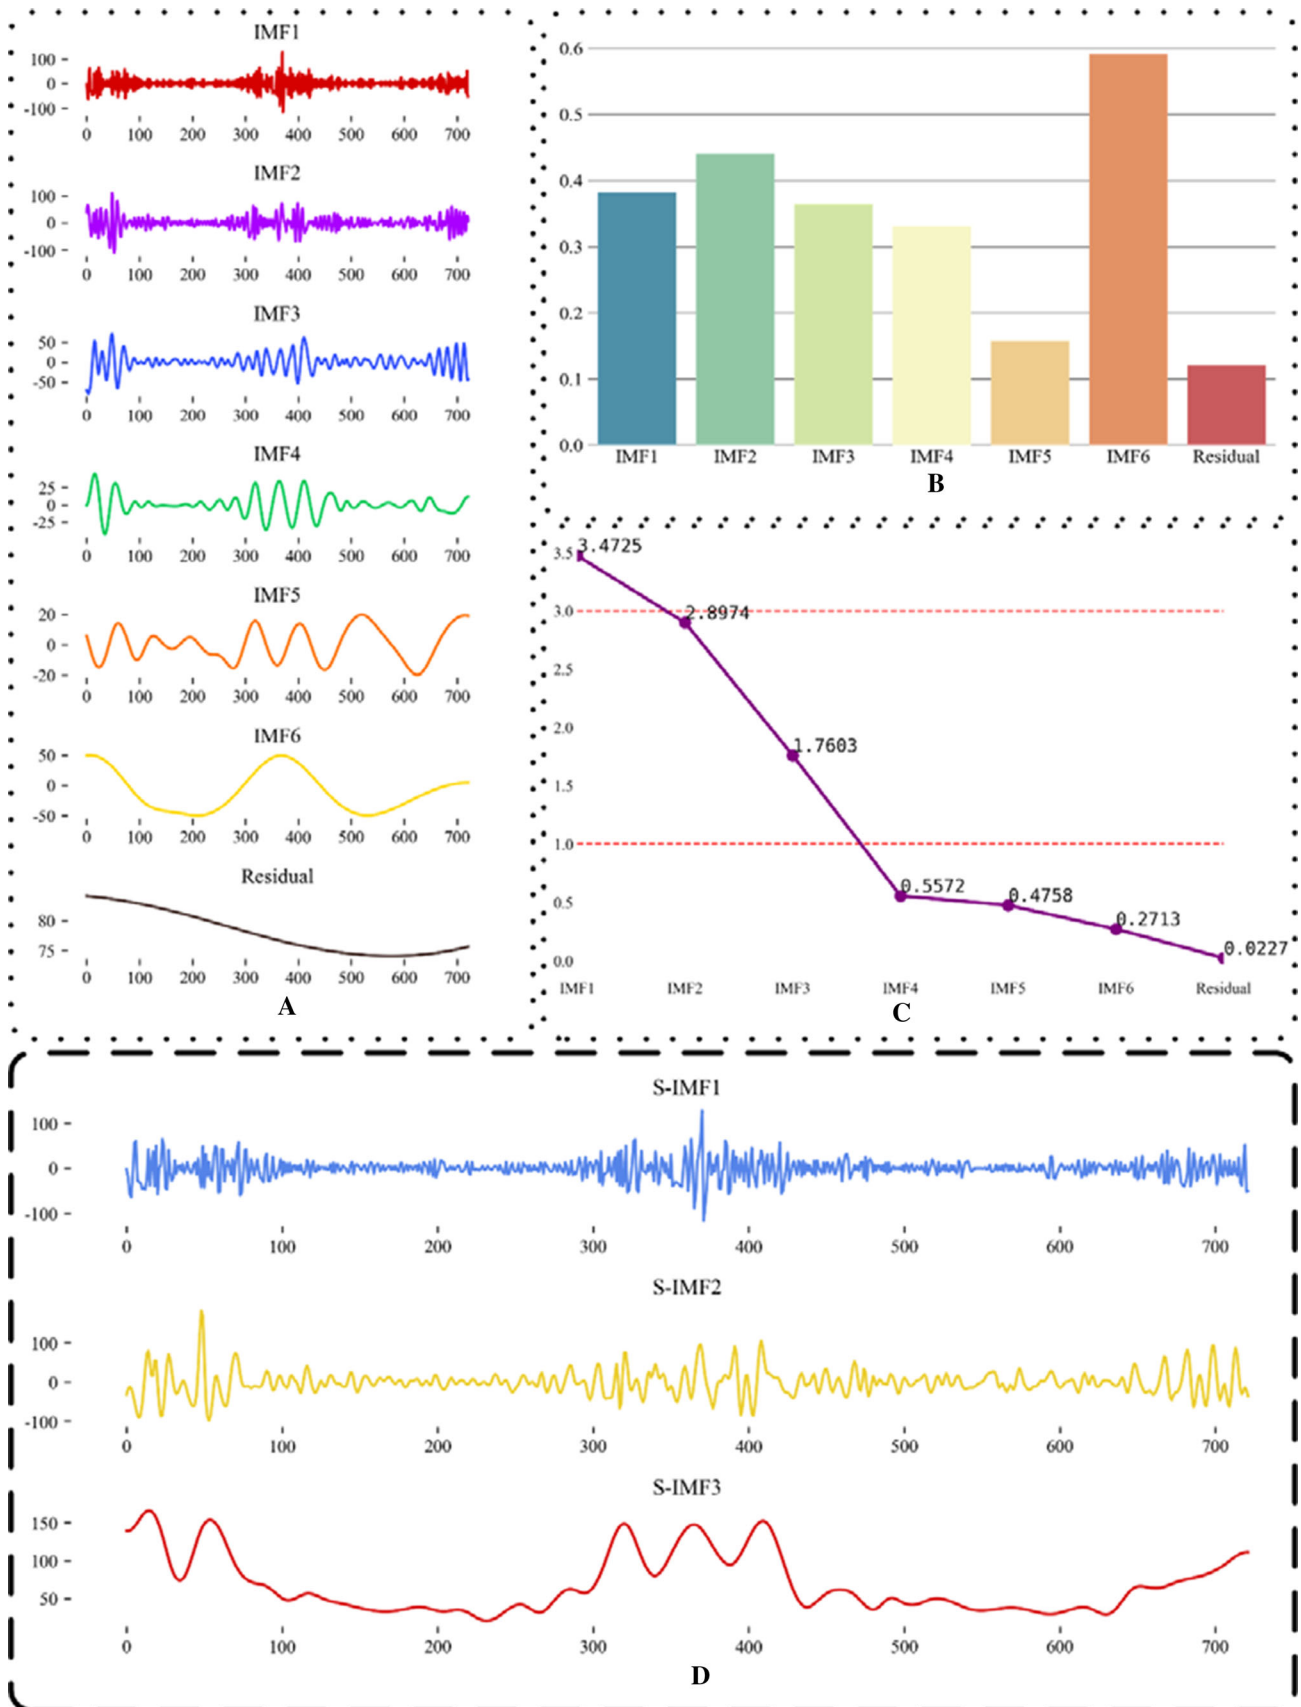 IMF1
100
0
-100
0 100 200 300 400 500 600 700
IMF2
100
0
-100
0 100 200 300 400 500 600 700
IMF3
50
0
-50
0 100 200 300 400 500 600 700
IMF4
25
0
-25
0 100 200 300 400 500 600 700
IMF5
20
0
-20
0 100 200 300 400 500 600 700
IMF6
50
0
-50
0 100 200 300 400 500 600 700
Residual
80
75
0 100 200 300 400 500 600 700
A
0.6
0.5
0.4
0.3
0.2
0.1
0.0
IMF1 IMF2 IMF3 IMF4 IMF5 IMF6 Residual
B
3.5
3.0
2.5
2.0
1.5
1.0
0.5
0.0
3.4725
2.8974
1.7603
0.5572
0.4758
0.2713
0.0227
IMF1 IMF2 IMF3 IMF4 IMF5 IMF6 Residual
C
S-IMF1
100
0
-100
0 100 200 300 400 500 600 700
S-IMF2
100
0
-100
0 100 200 300 400 500 600 700
S-IMF3
150
100
50
0 100 200 300 400 500 600 700
D